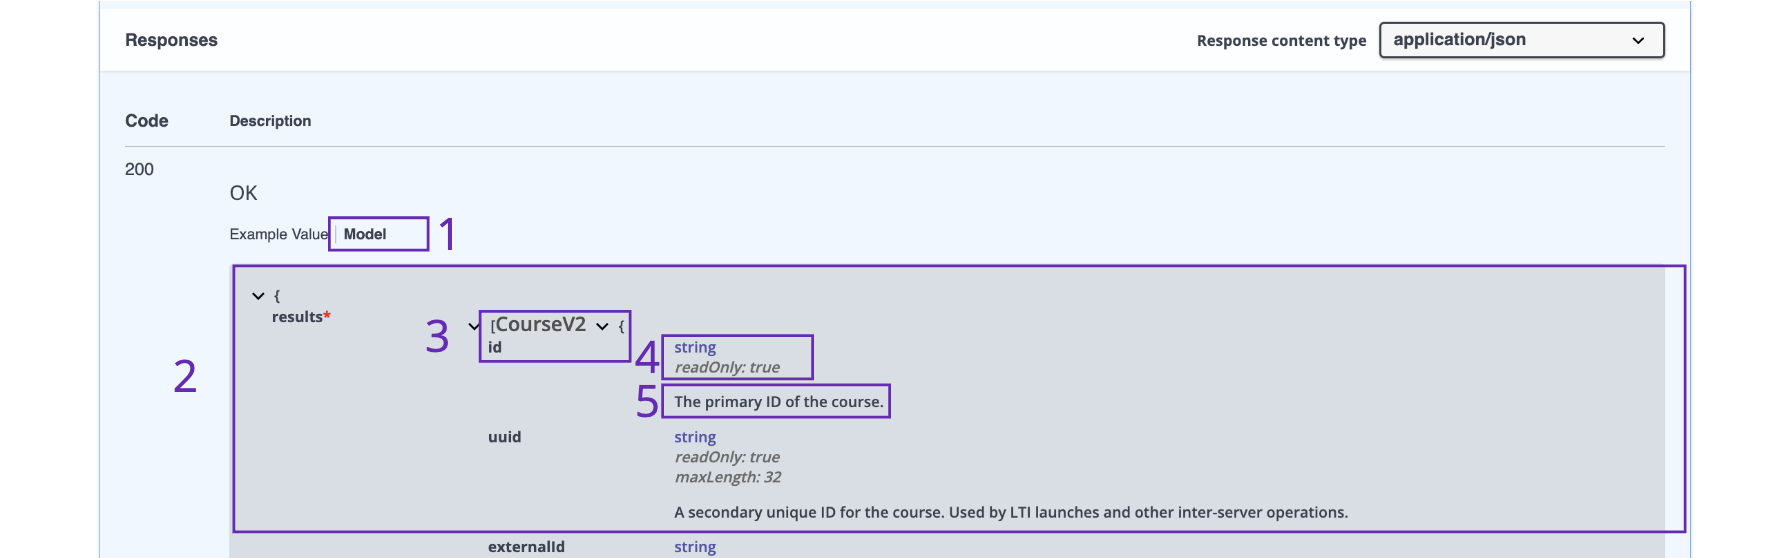 Responses
Response content type application/json
Code Description
200
OK
Example Value Model 1
{
results*
3 [CourseV2 {
id
4 string
readOnly: true
2
5 The primary ID of the course.
uuid string
readOnly: true
maxLength: 32
A secondary unique ID for the course. Used by LTI launches and other inter-server operations.
externalId string